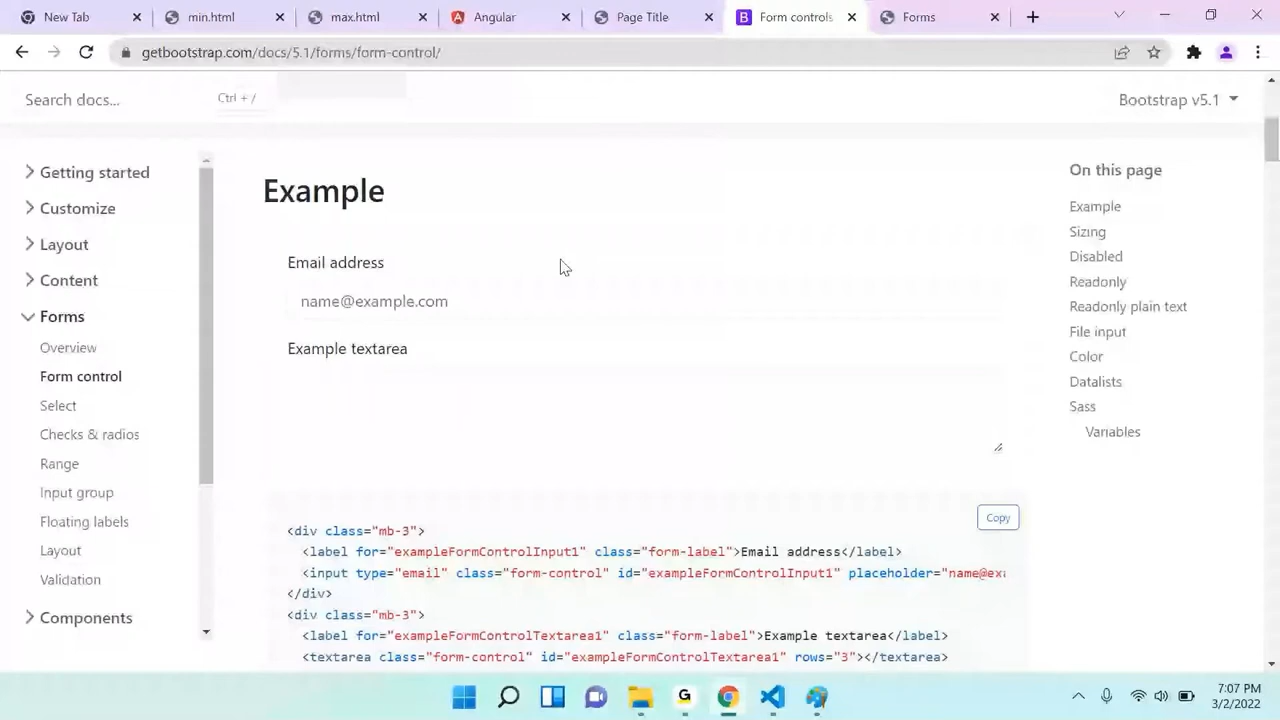 New Tab
min.html
max.html
Angular
Page Title
Form controls
Forms
getbootstrap.com/docs/5.1/forms/form-control/
Search docs...
Ctrl + /
Bootstrap v5.1
Getting started
Customize
Layout
Content
Forms
Overview
Form control
Select
Checks & radios
Range
Input group
Floating labels
Layout
Validation
Components
Example
Email address
name@example.com
Example textarea
Copy
<div class="mb-3">
<label for="exampleFormControlInput1" class="form-label">Email address</label>
<input type="email" class="form-control" id="exampleFormControlInput1" placeholder="name@exa
</div>
<div class="mb-3">
<label for="exampleFormControlTextarea1" class="form-label">Example textarea</label>
<textarea class="form-control" id="exampleFormControlTextarea1" rows="3"></textarea>
On this page
Example
Sizing
Disabled
Readonly
Readonly plain text
File input
Color
Datalists
Sass
Variables
7:07 PM
3/2/2022